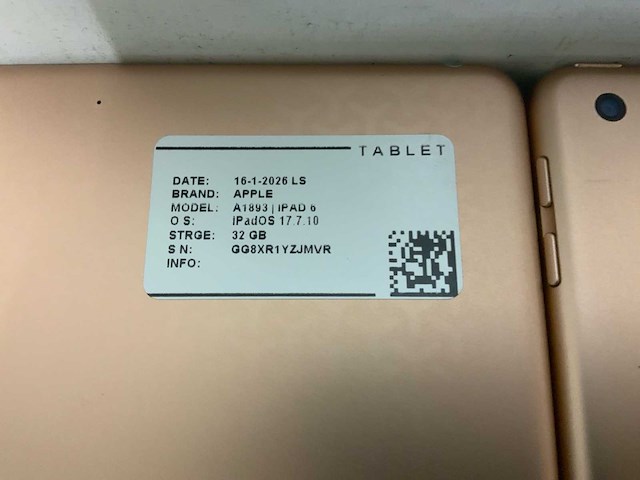 TABLET
DATE: 16-1-2026 LS
BRAND: APPLE
MODEL: A1893 | IPAD 6
O S: IPadOS 17.7.10
STRGE: 32 GB
S N: GG8XR1YZJMVR
INFO: